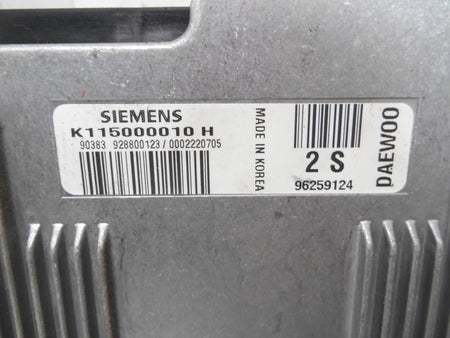 SIEMENS
K115000010 H
90383 928800123 / 0002220705
MADE IN KOREA
2 S
96259124
DAEWOO